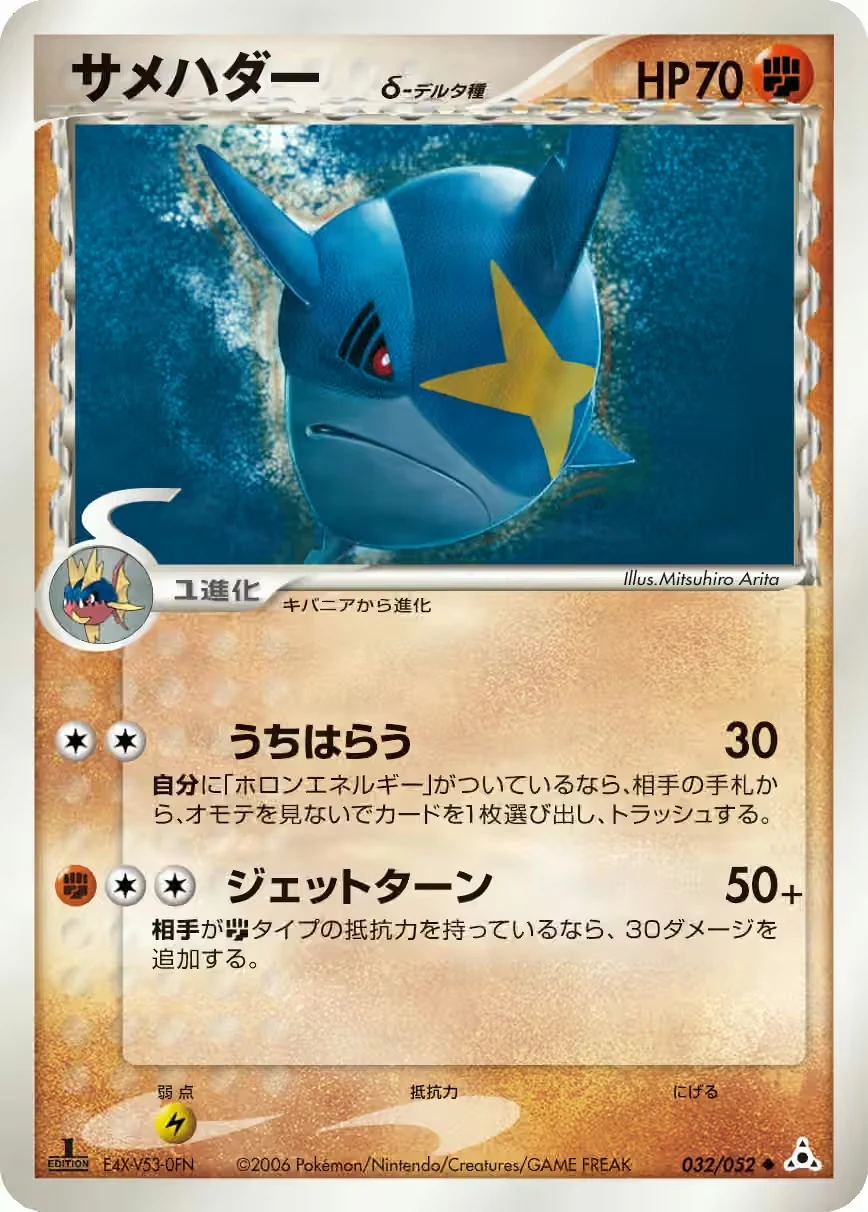 サメハダー δ-デルタ種 HP70
Illus.Mitsuhiro Arita
1進化
キバニアから進化
うちはらう 30
自分に「ホロンエネルギー」がついているなら、相手の手札か
ら、オモテを見ないでカードを1枚選び出し、トラッシュする。
ジェットターン 50+
相手がタイプの抵抗力を持っているなら、30ダメージを
追加する。
弱点 抵抗力 にげる
1 EDITION E4X-V53-0FN ©2006 Pokémon/Nintendo/Creatures/GAME FREAK 032/052